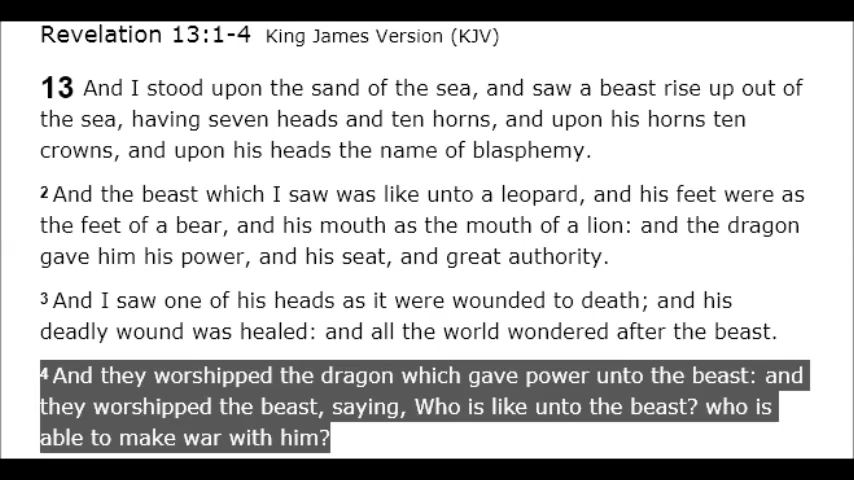 Revelation 13:1-4 King James Version (KJV)
13 And I stood upon the sand of the sea, and saw a beast rise up out of
the sea, having seven heads and ten horns, and upon his horns ten
crowns, and upon his heads the name of blasphemy.
2 And the beast which I saw was like unto a leopard, and his feet were as
the feet of a bear, and his mouth as the mouth of a lion: and the dragon
gave him his power, and his seat, and great authority.
3 And I saw one of his heads as it were wounded to death; and his
deadly wound was healed: and all the world wondered after the beast.
4 And they worshipped the dragon which gave power unto the beast: and
they worshipped the beast, saying, Who is like unto the beast? who is
able to make war with him?